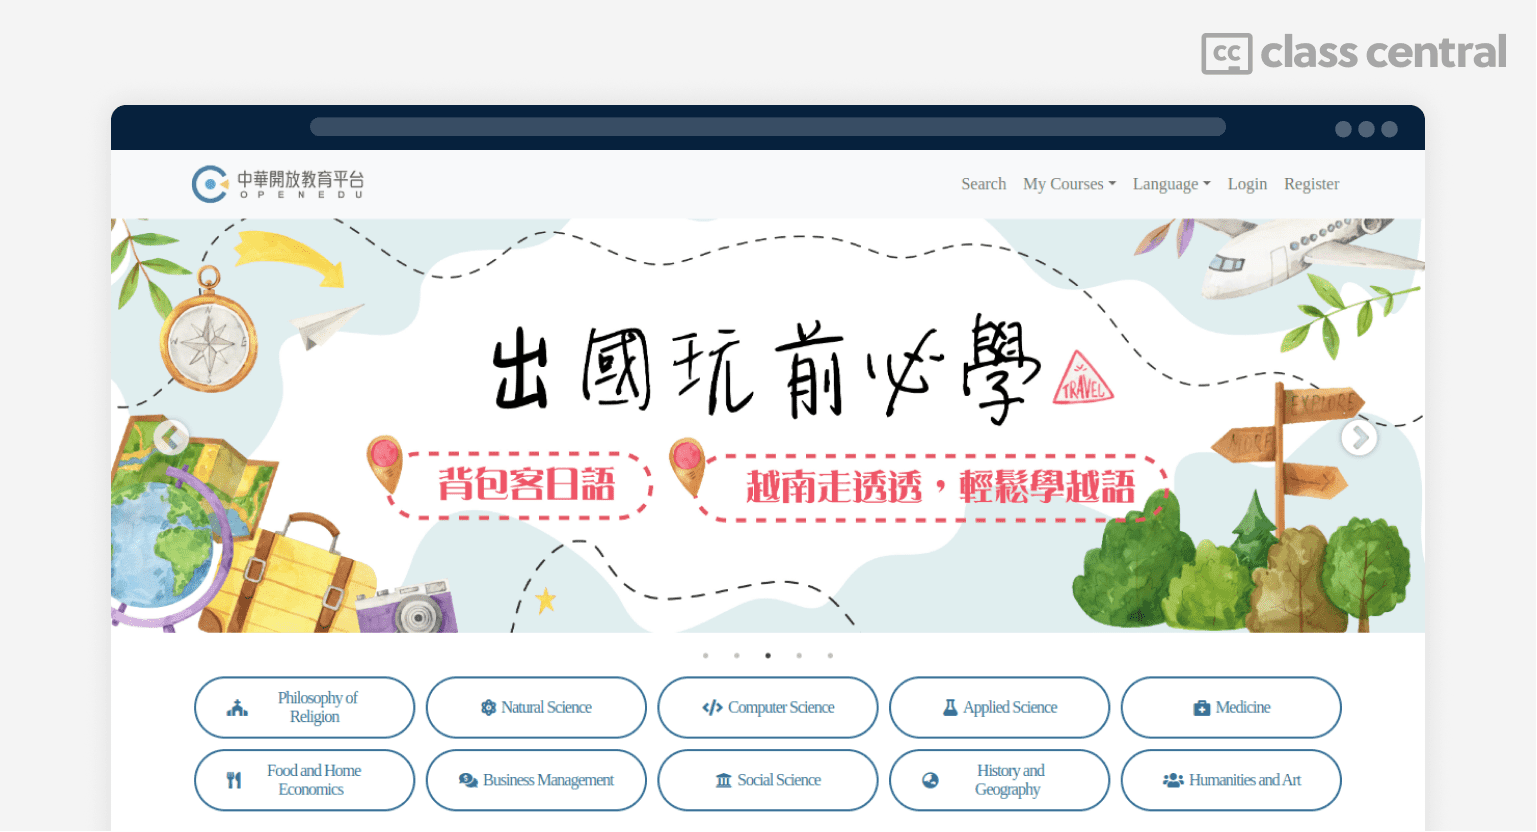 CC class central
中華開放教育平台
OPENEDU
Search My Courses Language Login Register
N
E
W
出國玩前必學
TRAVEL
EXPLORE
MORE
背包客日語
越南走透透，輕鬆學越語
Philosophy of
Religion
Natural Science
Computer Science
Applied Science
Medicine
Food and Home
Economics
Business Management
Social Science
History and
Geography
Humanities and Art